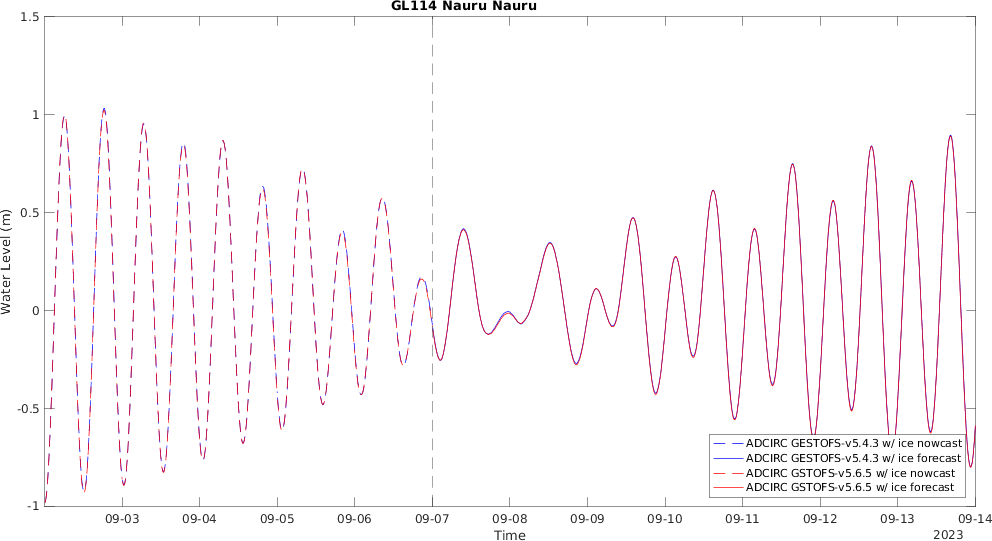 GL114 Nauru Nauru
1.5
1
0.5
0
-0.5
-1
Water Level (m)
ADCIRC GESTOFS-v5.4.3 w/ ice nowcast
ADCIRC GESTOFS-v5.4.3 w/ ice forecast
ADCIRC GSTOFS-v5.6.5 w/ ice nowcast
ADCIRC GSTOFS-v5.6.5 w/ ice forecast
09-03 09-04 09-05 09-06 09-07 09-08 09-09 09-10 09-11 09-12 09-13 09-14
Time
2023